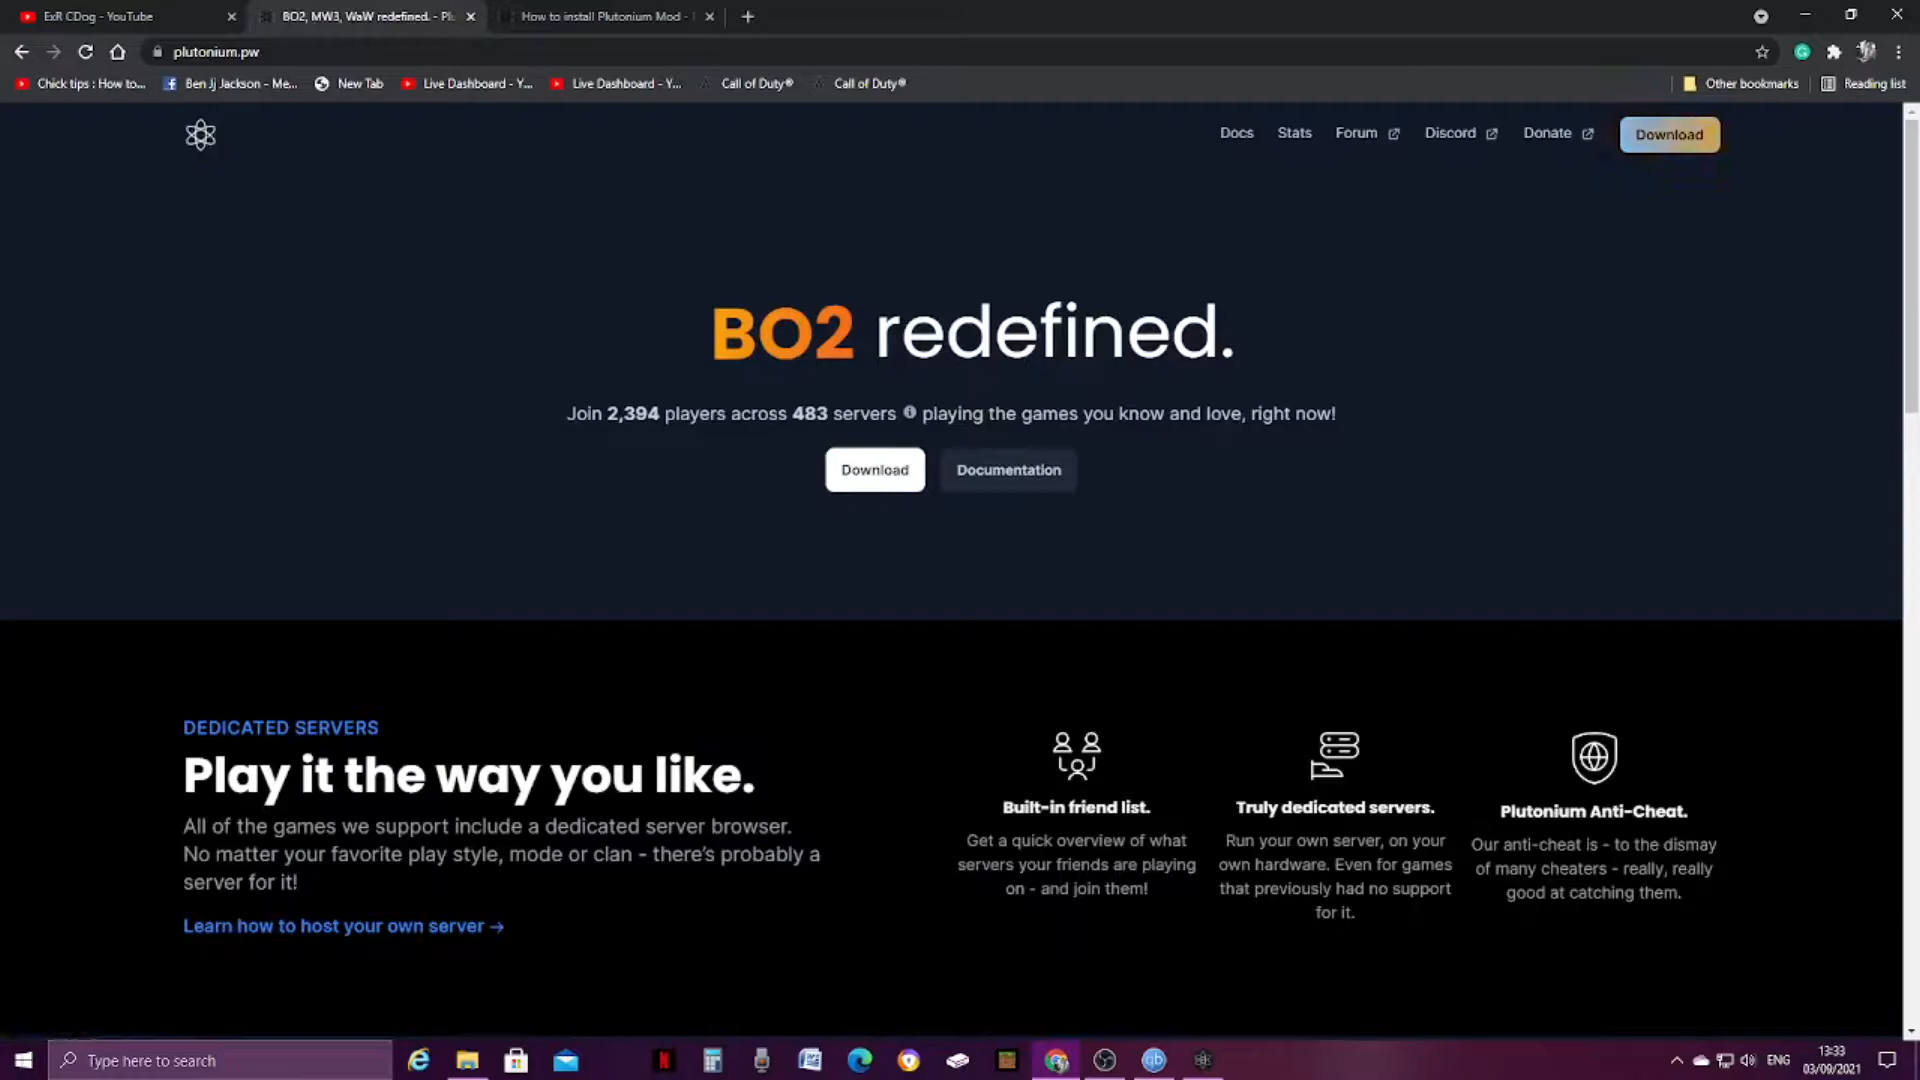 ExR CDog - YouTube
BO2, MW3, WaW redefined. - Pl
How to install Plutonium Mod -
plutonium.pw
Chick tips : How to...
Ben Jj Jackson - Me...
New Tab
Live Dashboard - Y...
Live Dashboard - Y...
Call of Duty®
Call of Duty®
Other bookmarks
Reading list
Docs
Stats
Forum
Discord
Donate
Download
BO2 redefined.
Join 2,394 players across 483 servers playing the games you know and love, right now!
Download
Documentation
DEDICATED SERVERS
Play it the way you like.
All of the games we support include a dedicated server browser.
No matter your favorite play style, mode or clan - there's probably a
server for it!
Learn how to host your own server →
Built-in friend list.
Get a quick overview of what
servers your friends are playing
on - and join them!
Truly dedicated servers.
Run your own server, on your
own hardware. Even for games
that previously had no support
for it.
Plutonium Anti-Cheat.
Our anti-cheat is - to the dismay
of many cheaters - really, really
good at catching them.
Type here to search
ENG
13:33
03/09/2021